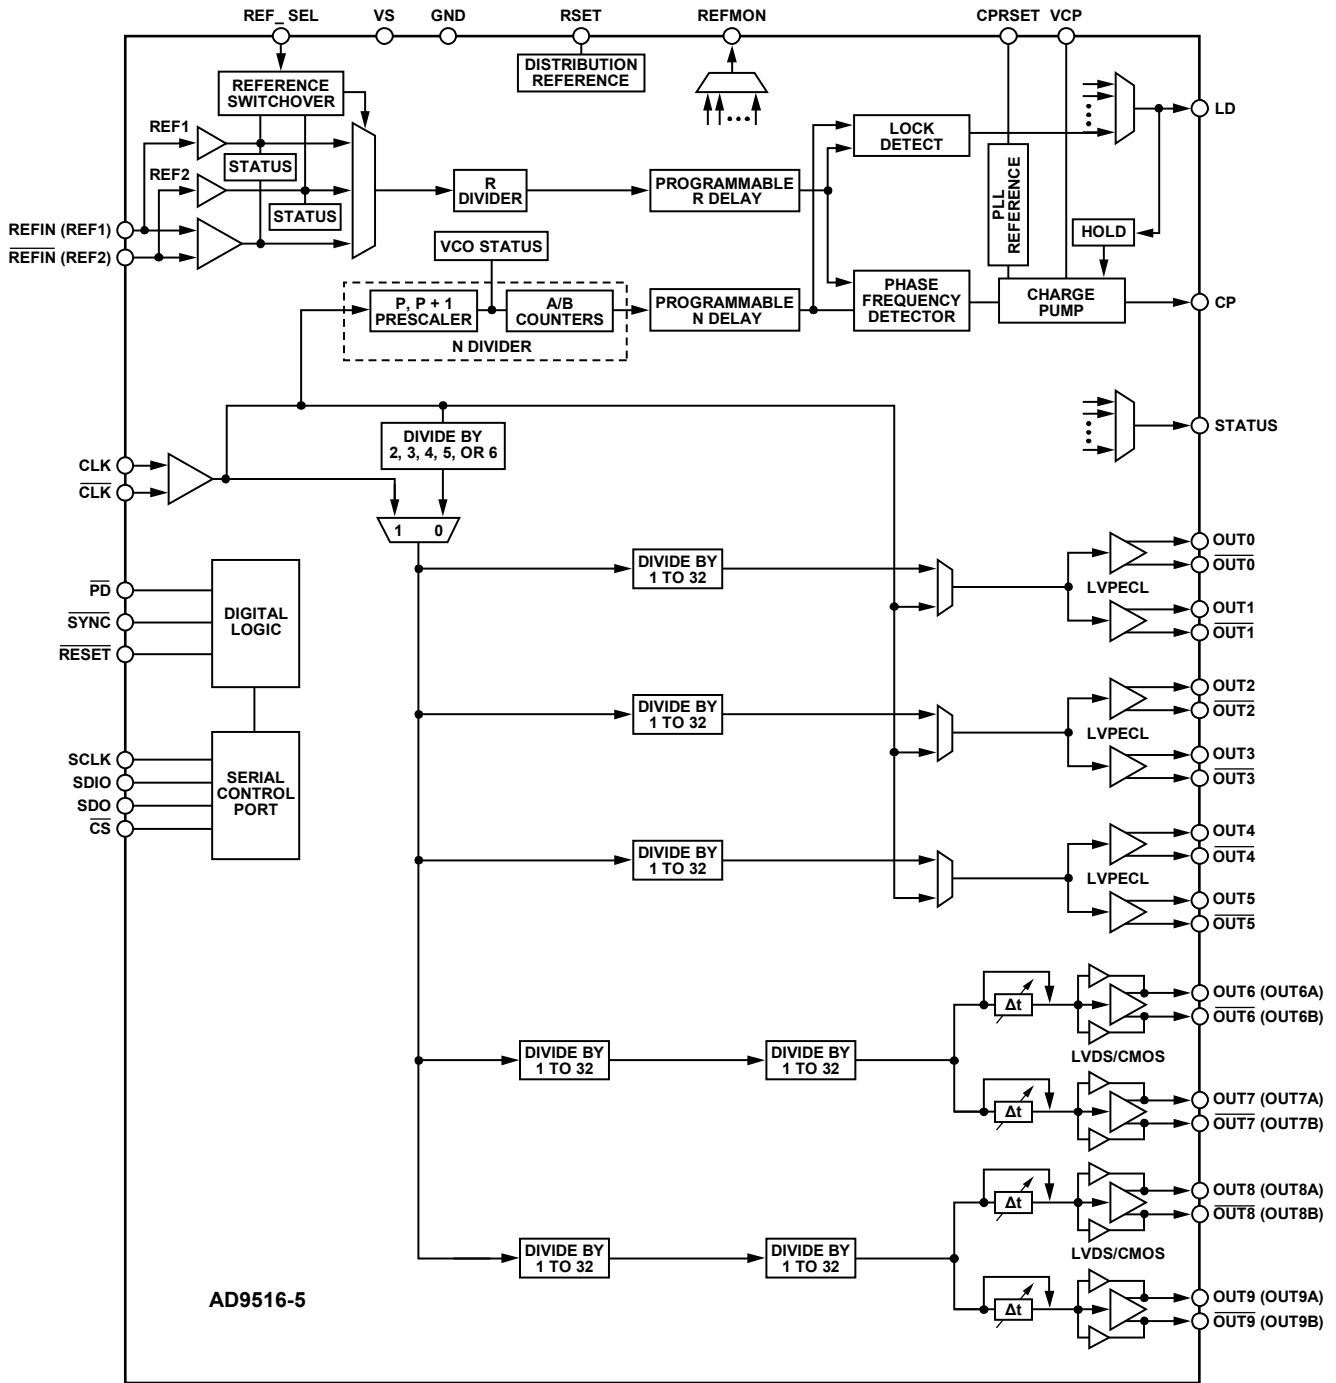 REF_ SEL VS GND RSET REFMON CPRSET VCP
DISTRIBUTION
REFERENCE
REFERENCE
SWITCHOVER
REF1
STATUS
REF2
STATUS
REFIN (REF1)
REFIN (REF2)
R
DIVIDER
PROGRAMMABLE
R DELAY
LOCK
DETECT
LD
PLL
REFERENCE
HOLD
VCO STATUS
P, P + 1
PRESCALER
A/B
COUNTERS
N DIVIDER
PROGRAMMABLE
N DELAY
PHASE
FREQUENCY
DETECTOR
CHARGE
PUMP
CP
STATUS
DIVIDE BY
2, 3, 4, 5, OR 6
CLK
CLK
1 0
PD
SYNC
RESET
DIGITAL
LOGIC
SCLK
SDIO
SDO
CS
SERIAL
CONTROL
PORT
DIVIDE BY
1 TO 32
LVPECL
OUT0
OUT0
OUT1
OUT1
DIVIDE BY
1 TO 32
LVPECL
OUT2
OUT2
OUT3
OUT3
DIVIDE BY
1 TO 32
LVPECL
OUT4
OUT4
OUT5
OUT5
DIVIDE BY
1 TO 32
DIVIDE BY
1 TO 32
Δt
Δt
LVDS/CMOS
OUT6 (OUT6A)
OUT6 (OUT6B)
OUT7 (OUT7A)
OUT7 (OUT7B)
DIVIDE BY
1 TO 32
DIVIDE BY
1 TO 32
Δt
Δt
LVDS/CMOS
OUT8 (OUT8A)
OUT8 (OUT8B)
OUT9 (OUT9A)
OUT9 (OUT9B)
AD9516-5